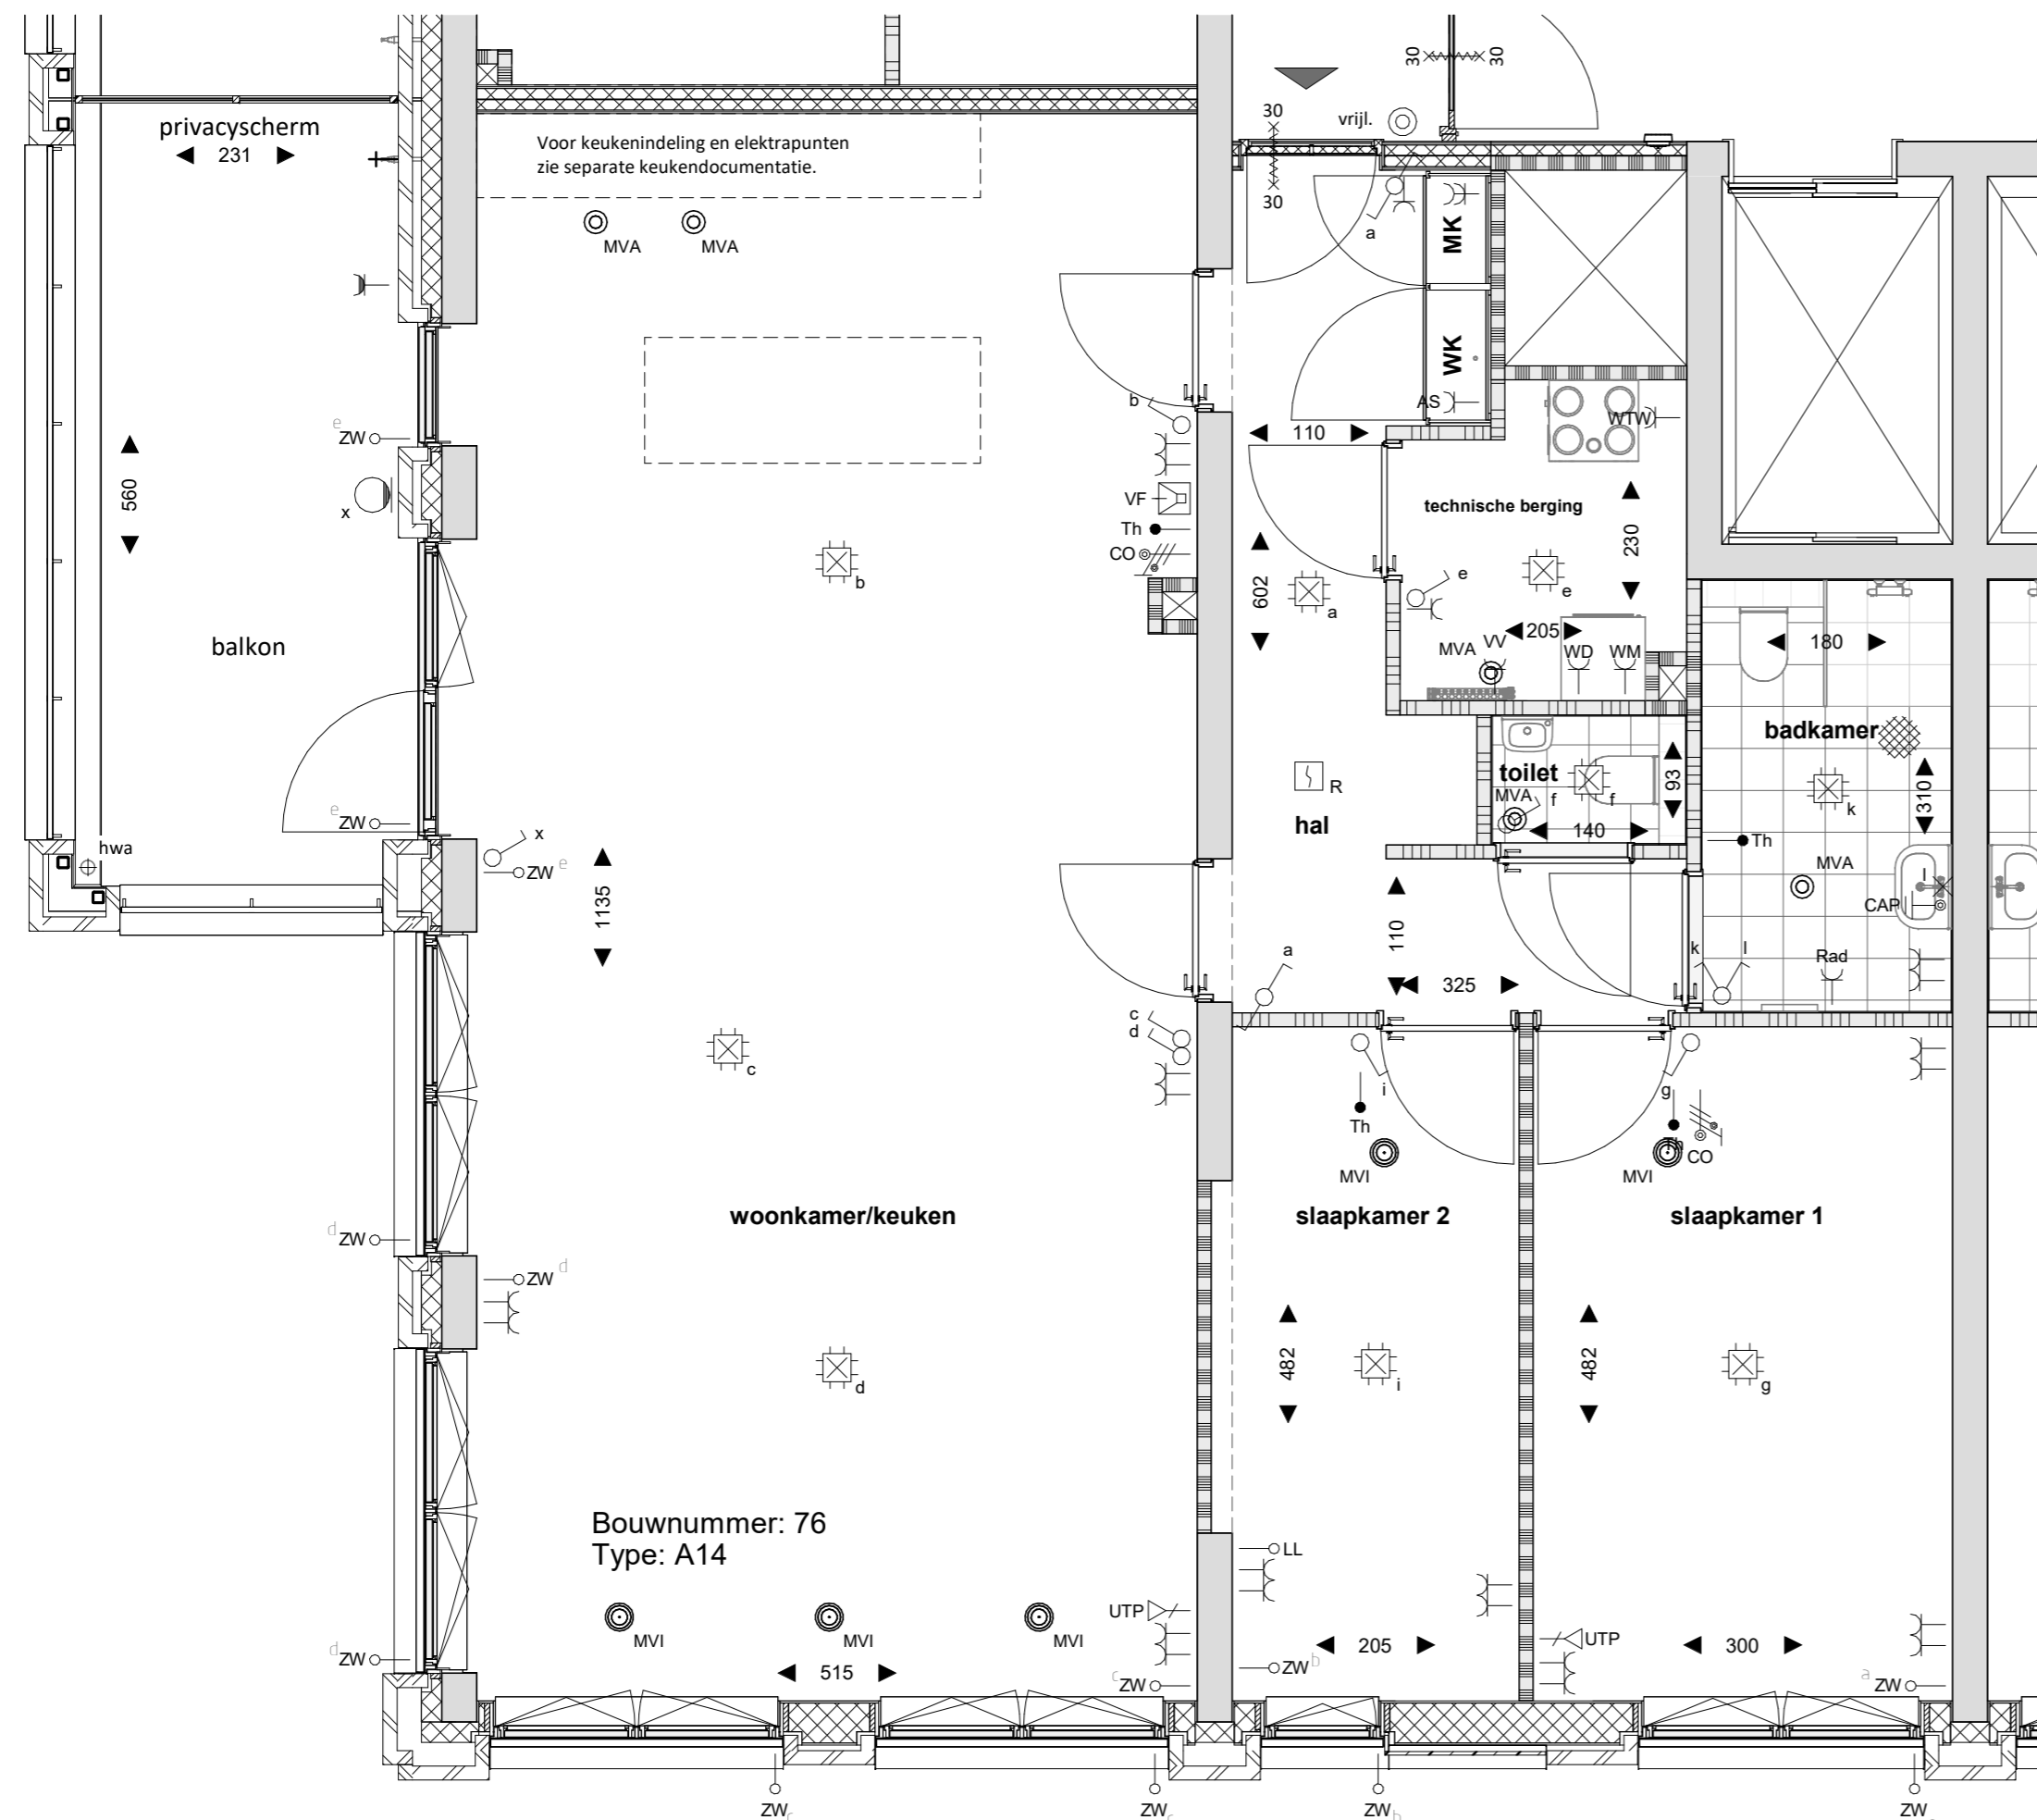 30
30
30
vrijl.
30
privacyscherm
231
Voor keukenindeling en elektrapunten
zie separate keukendocumentatie.
MVA
MVA
a
MK
WK
AS
WTW
b
110
e
ZW
560
x
VF
Th
CO
technische berging
230
b
602
a
e
e
205
MVA
VV
WD
WM
180
balkon
badkamer
toilet
93
R
MVA
f
f
310
k
hal
140
Th
e
ZW
hwa
x
ZW
e
1135
MVA
l
CAP
110
a
k
l
Rad
325
c
d
c
i
g
Th
Th
CO
MVI
MVI
woonkamer/keuken
slaapkamer 2
slaapkamer 1
d
ZW
ZW
d
482
482
d
i
g
Bouwnummer: 76
Type: A14
LL
UTP
UTP
MVI
MVI
MVI
515
205
300
d
ZW
ZW
b
c
ZW
a
ZW
ZW
c
ZW
c
ZW
b
ZW